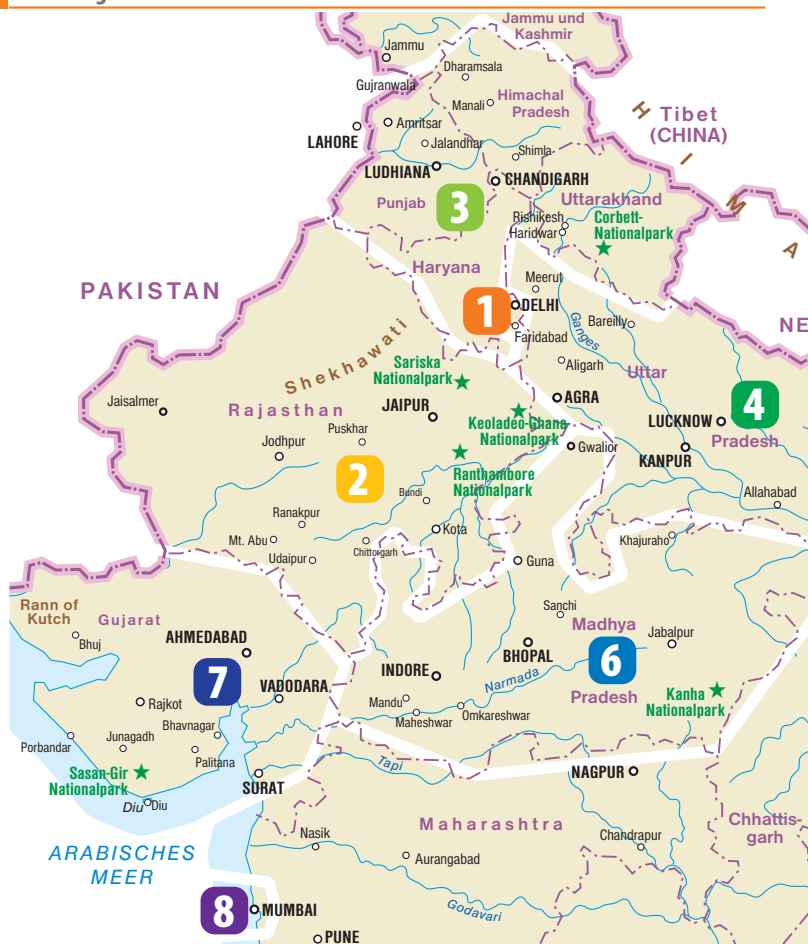 Jammu und
Kashmir
Jammu
Dharamsala
Gujranwala
Manali
Himachal
Pradesh
HIMA
Tibet
(CHINA)
LAHORE
Amritsar
Jalandhar
Shimla
LUDHIANA
CHANDIGARH
Punjab
3
Uttarakhand
Rishikesh
Haridwar
Corbett-
Nationalpark
Haryana
Meerut
PAKISTAN
1
DELHI
Ganges
Bareilly
NE
Faridabad
Shekhawati
Sariska
Nationalpark
Aligarh
Uttar
Jaisalmer
Rajasthan
JAIPUR
AGRA
4
Keoladeo-Ghana
Nationalpark
LUCKNOW
Pradesh
Puskhar
Jodhpur
Gwalior
KANPUR
2
Ranthambore
Nationalpark
Bundi
Allahabad
Ranakpur
Kota
Mt. Abu
Chittorgarh
Khajuraho
Udaipur
Guna
Rann of
Kutch
Gujarat
Sanchi
Madhya
Bhuj
AHMEDABAD
Jabalpur
BHOPAL
6
INDORE
7
VADODARA
Narmada
Pradesh
Kanha
Nationalpark
Rajkot
Mandu
Omkareshwar
Maheshwar
Bhavnagar
Junagadh
Porbandar
Palitana
Sasan-Gir
Nationalpark
Tapi
NAGPUR
SURAT
Diu
Diu
Maharashtra
Chhattis-
garh
Nasik
Chandrapur
ARABISCHES
MEER
Aurangabad
8
MUMBAI
Godavari
PUNE